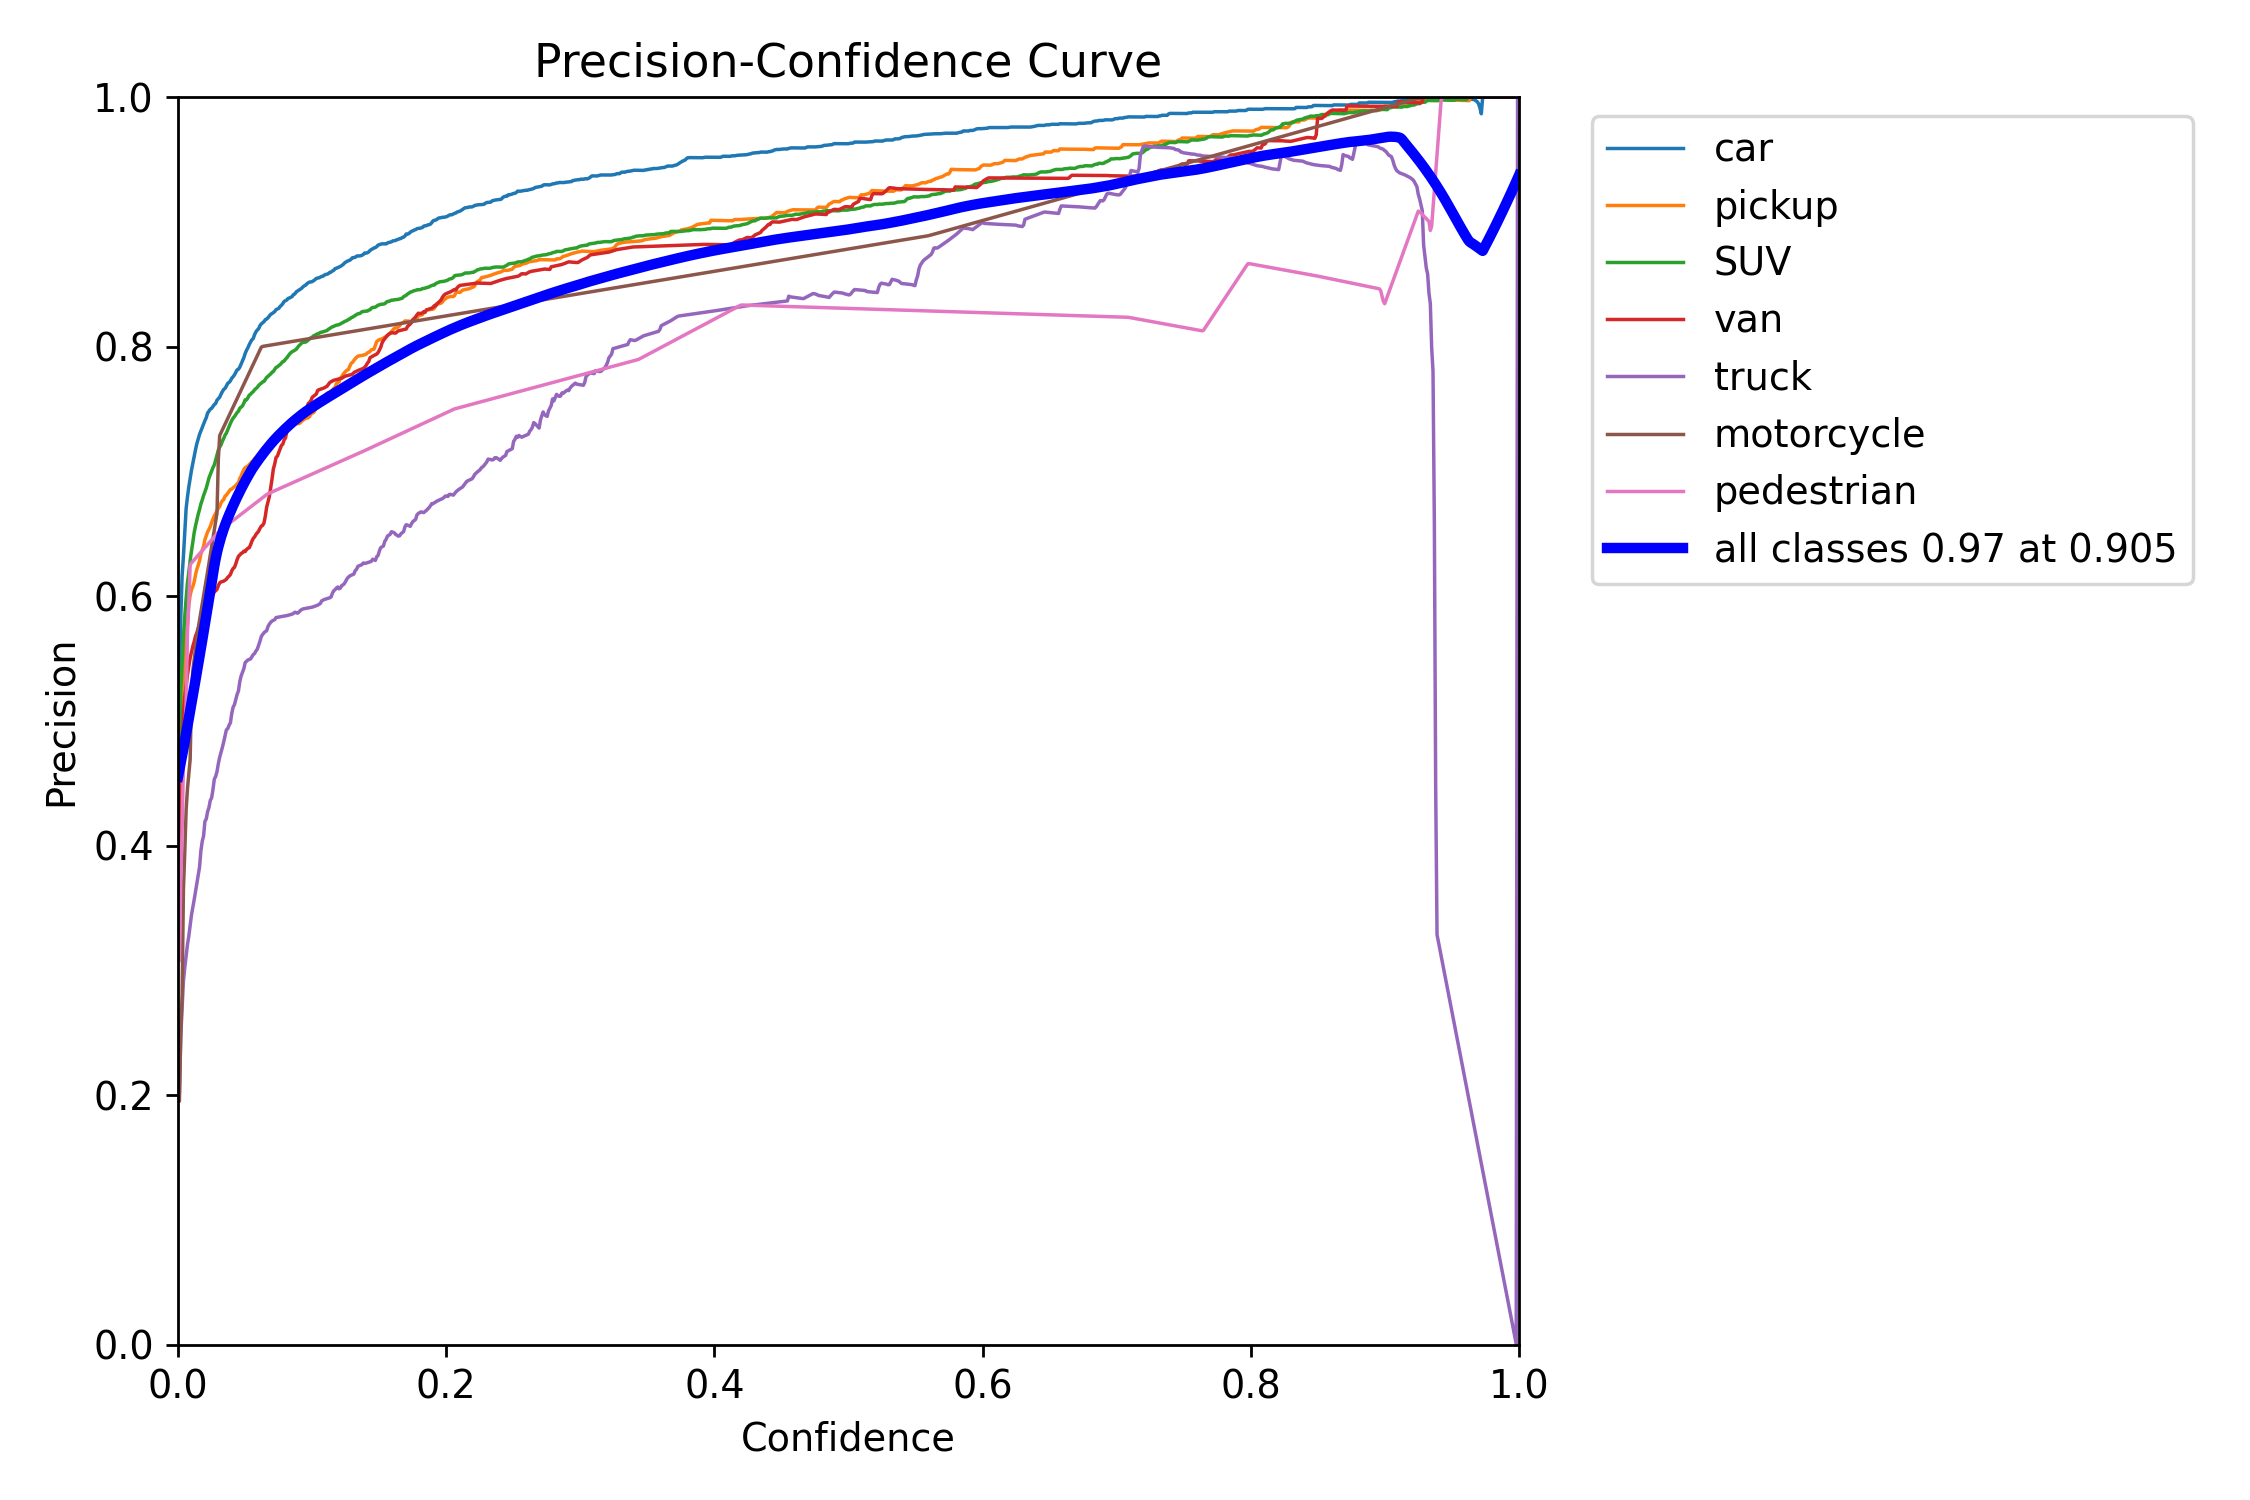 Precision-Confidence Curve
1.0
0.8
0.6
0.4
0.2
0.0
Precision
0.0 0.2 0.4 0.6 0.8 1.0
Confidence
car
pickup
SUV
van
truck
motorcycle
pedestrian
all classes 0.97 at 0.905